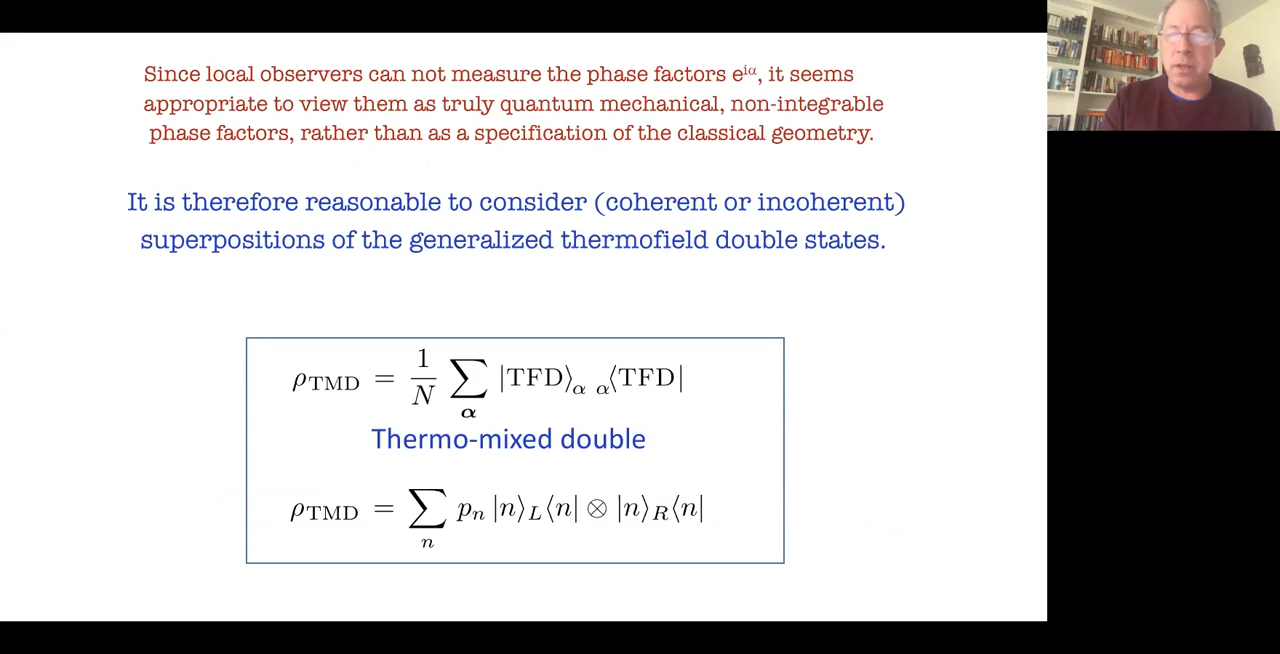 Since local observers can not measure the phase factors e^{iα}, it seems
appropriate to view them as truly quantum mechanical, non-integrable
phase factors, rather than as a specification of the classical geometry.
It is therefore reasonable to consider (coherent or incoherent)
superpositions of the generalized thermofield double states.
ρ_TMD = 1/N ∑_α |TFD⟩_α _α⟨TFD|
Thermo-mixed double
ρ_TMD = ∑_n p_n |n⟩_L⟨n| ⊗ |n⟩_R⟨n|